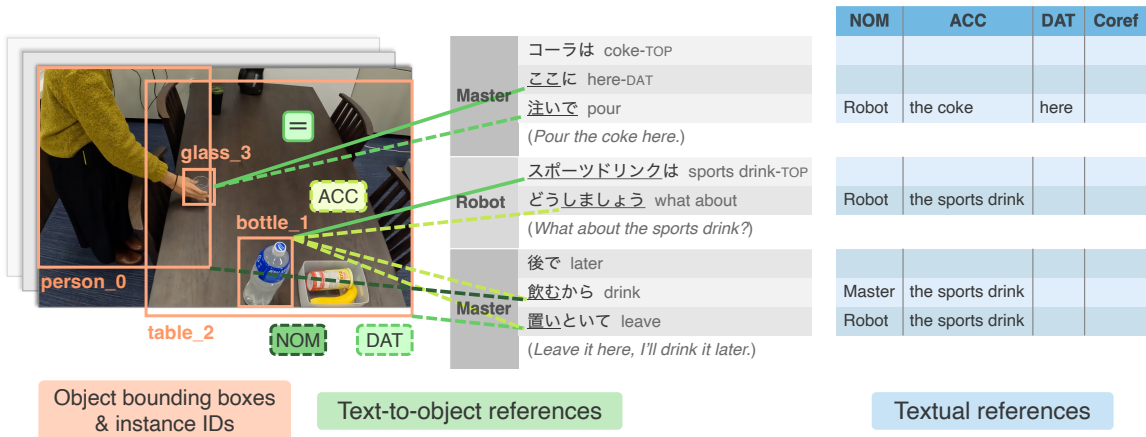 glass_3
=
ACC
bottle_1
person_0
table_2
NOM
DAT
Object bounding boxes
& instance IDs
Text-to-object references
Master
コーラは coke-TOP
ここに here-DAT
注いで pour
(Pour the coke here.)
Robot
スポーツドリンクは sports drink-TOP
どうしましょう what about
(What about the sports drink?)
Master
後で later
飲むから drink
置いといて leave
(Leave it here, I'll drink it later.)
NOM ACC DAT Coref
Robot the coke here
Robot the sports drink
Master the sports drink
Robot the sports drink
Textual references